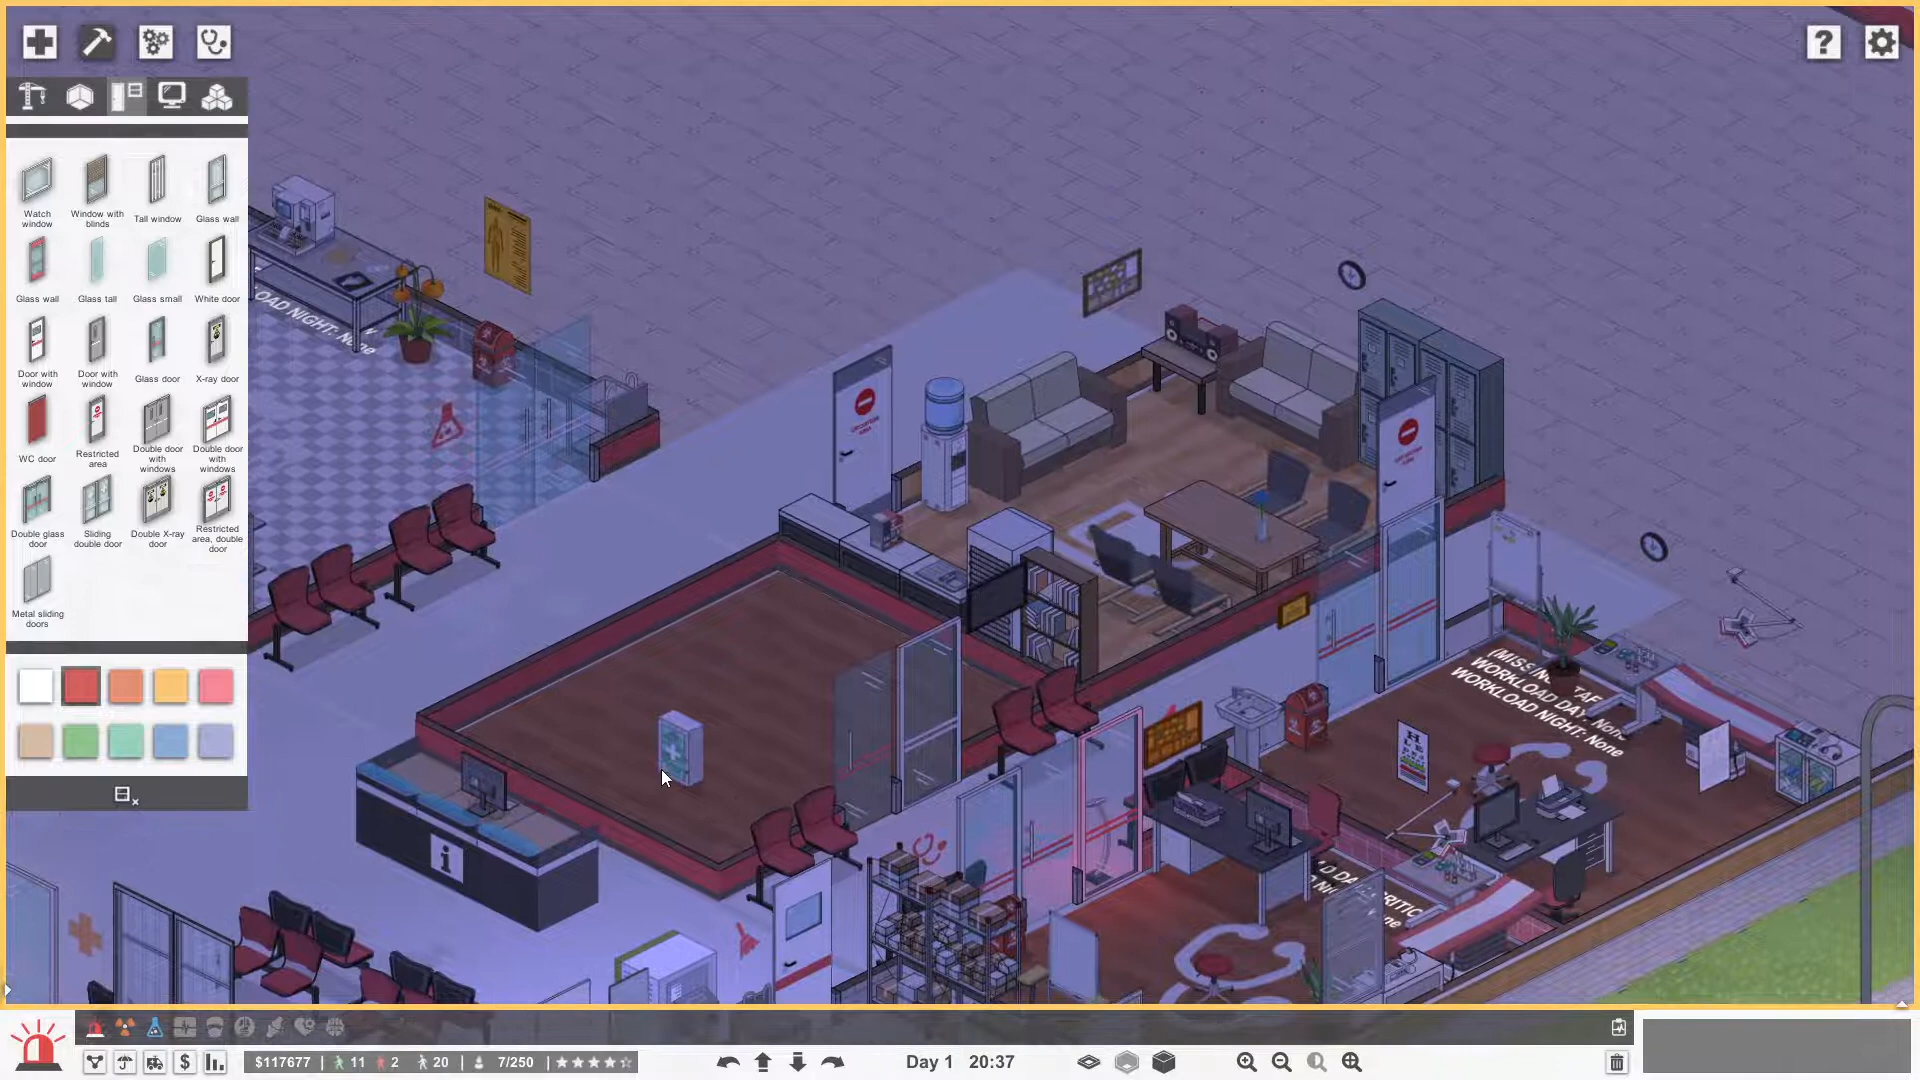 ?
Watch window
Window with blinds
Tall window
Glass wall
Glass wall
Glass tall
Glass small
White door
Door with window
Door with window
Glass door
X-ray door
WC door
Restricted area
Double door with windows
Double door with windows
Double glass door
Sliding double door
Double X-ray door
Restricted area, double door
Metal sliding doors
OAD NIGHT: None
WORKLOAD DAY: None
WORKLOAD NIGHT: None
i
$
$117677 | 11 2 | 20 | 7/250 |
Day 1 20:37